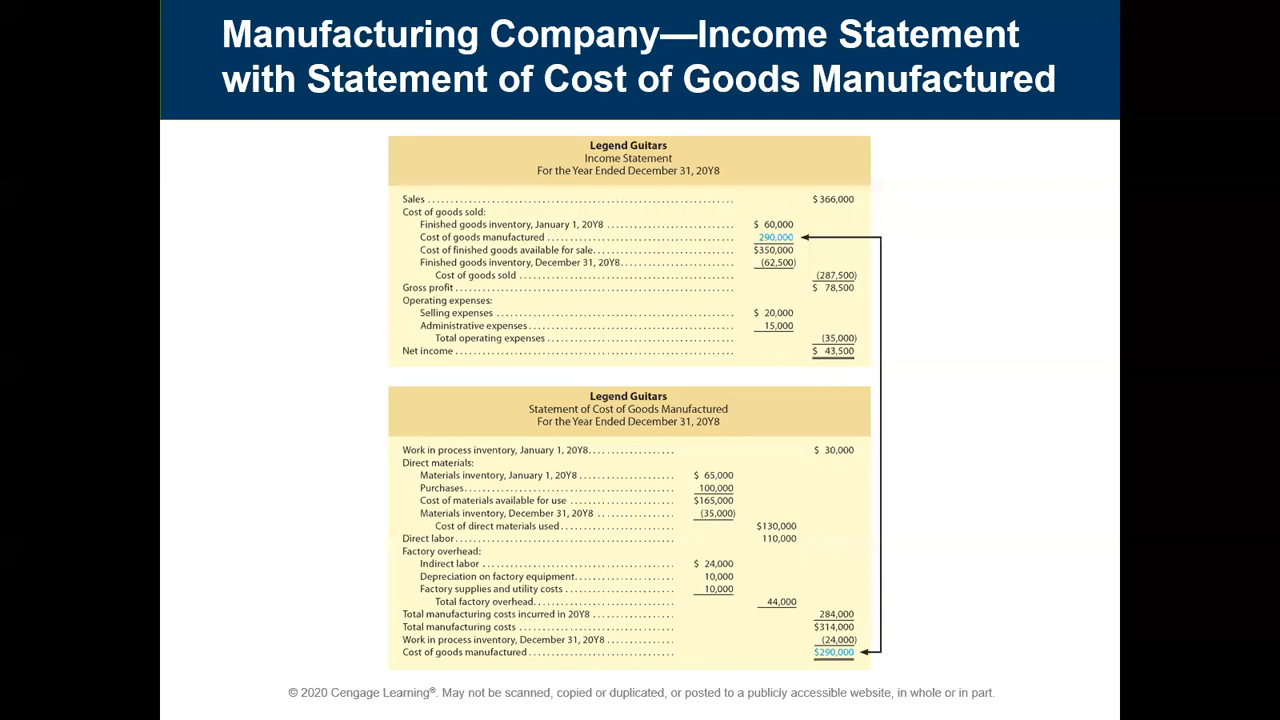 Manufacturing Company—Income Statement
with Statement of Cost of Goods Manufactured
Legend Guitars
Income Statement
For the Year Ended December 31, 20Y8
Sales $ 366,000
Cost of goods sold:
Finished goods inventory, January 1, 20Y8 $ 60,000
Cost of goods manufactured 290,000
Cost of finished goods available for sale $350,000
Finished goods inventory, December 31, 20Y8 (62,500)
Cost of goods sold (287,500)
Gross profit $ 78,500
Operating expenses:
Selling expenses $ 20,000
Administrative expenses 15,000
Total operating expenses (35,000)
Net income $ 43,500
Legend Guitars
Statement of Cost of Goods Manufactured
For the Year Ended December 31, 20Y8
Work in process inventory, January 1, 20Y8 $ 30,000
Direct materials:
Materials inventory, January 1, 20Y8 $ 65,000
Purchases 100,000
Cost of materials available for use $165,000
Materials inventory, December 31, 20Y8 (35,000)
Cost of direct materials used $130,000
Direct labor 110,000
Factory overhead:
Indirect labor $ 24,000
Depreciation on factory equipment 10,000
Factory supplies and utility costs 10,000
Total factory overhead 44,000
Total manufacturing costs incurred in 20Y8 284,000
Total manufacturing costs $314,000
Work in process inventory, December 31, 20Y8 (24,000)
Cost of goods manufactured $290,000
© 2020 Cengage Learning®. May not be scanned, copied or duplicated, or posted to a publicly accessible website, in whole or in part.